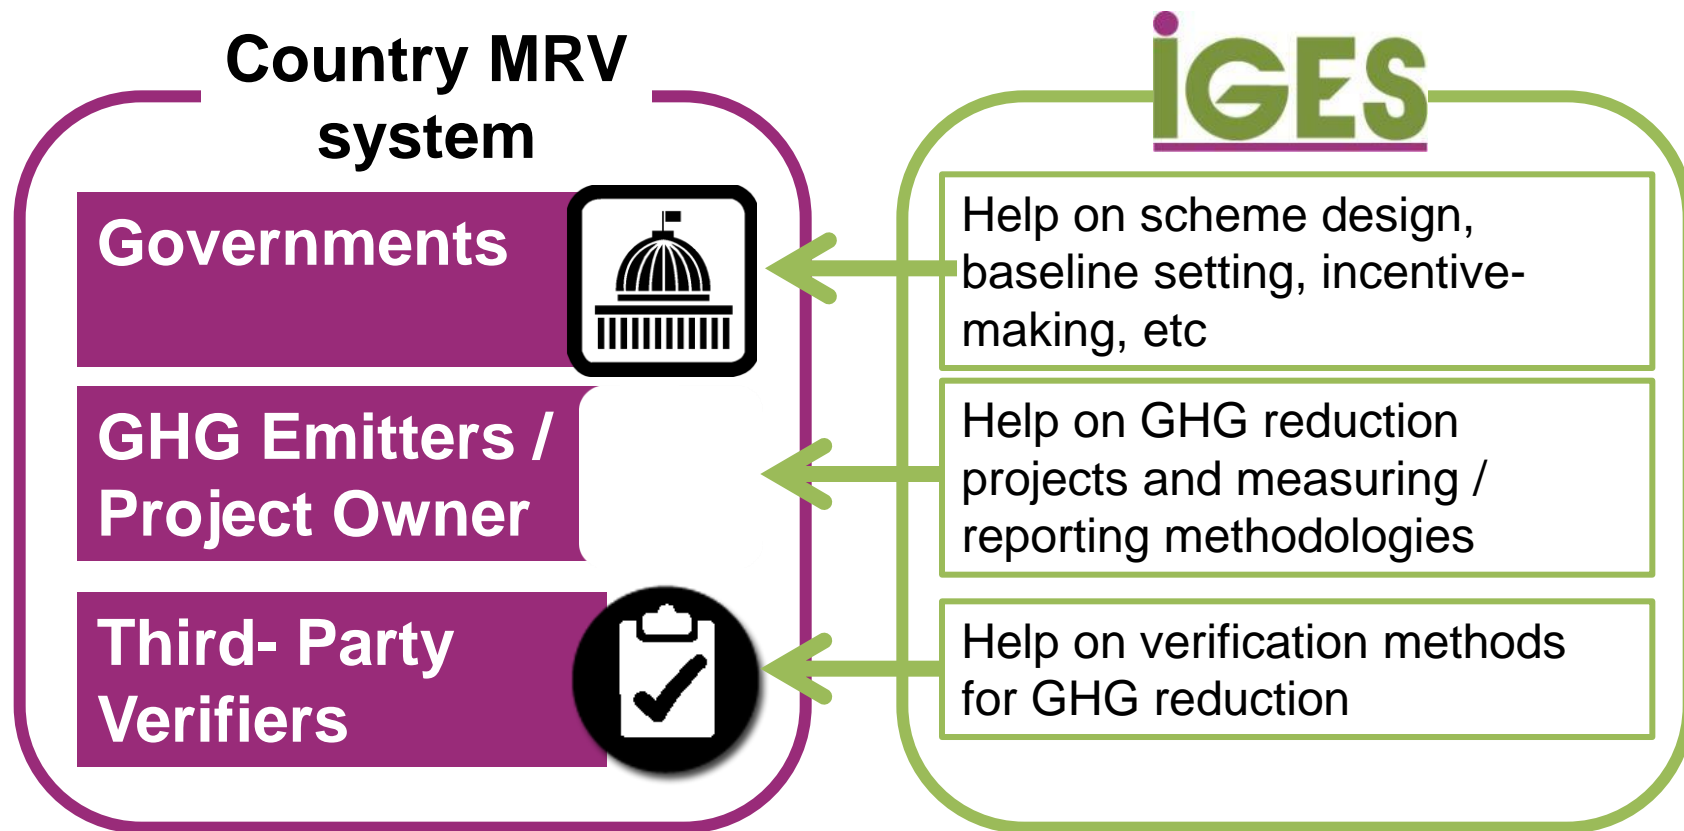 Country MRV
system
iGES
Governments
Help on scheme design,
baseline setting, incentive-
making, etc
GHG Emitters /
Project Owner
Help on GHG reduction
projects and measuring /
reporting methodologies
Third- Party
Verifiers
Help on verification methods
for GHG reduction